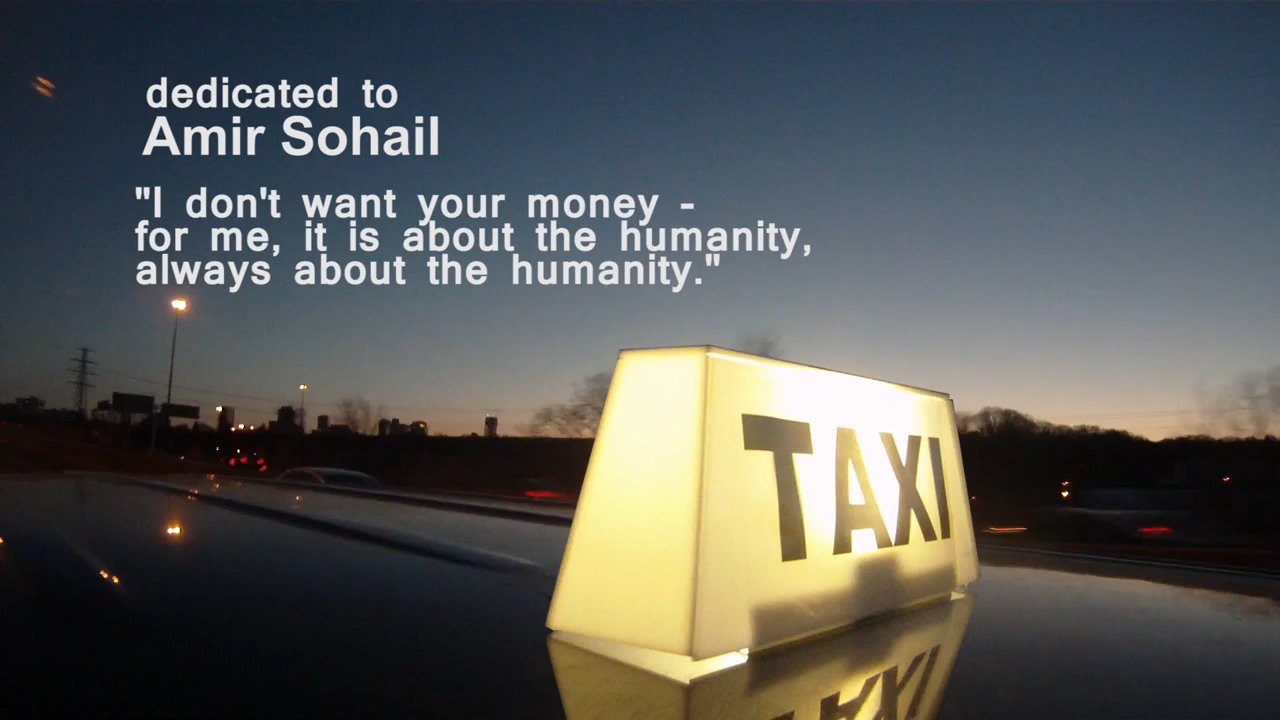 dedicated to
Amir Sohail
"I don't want your money -
for me, it is about the humanity,
always about the humanity."
TAXI
TAXI